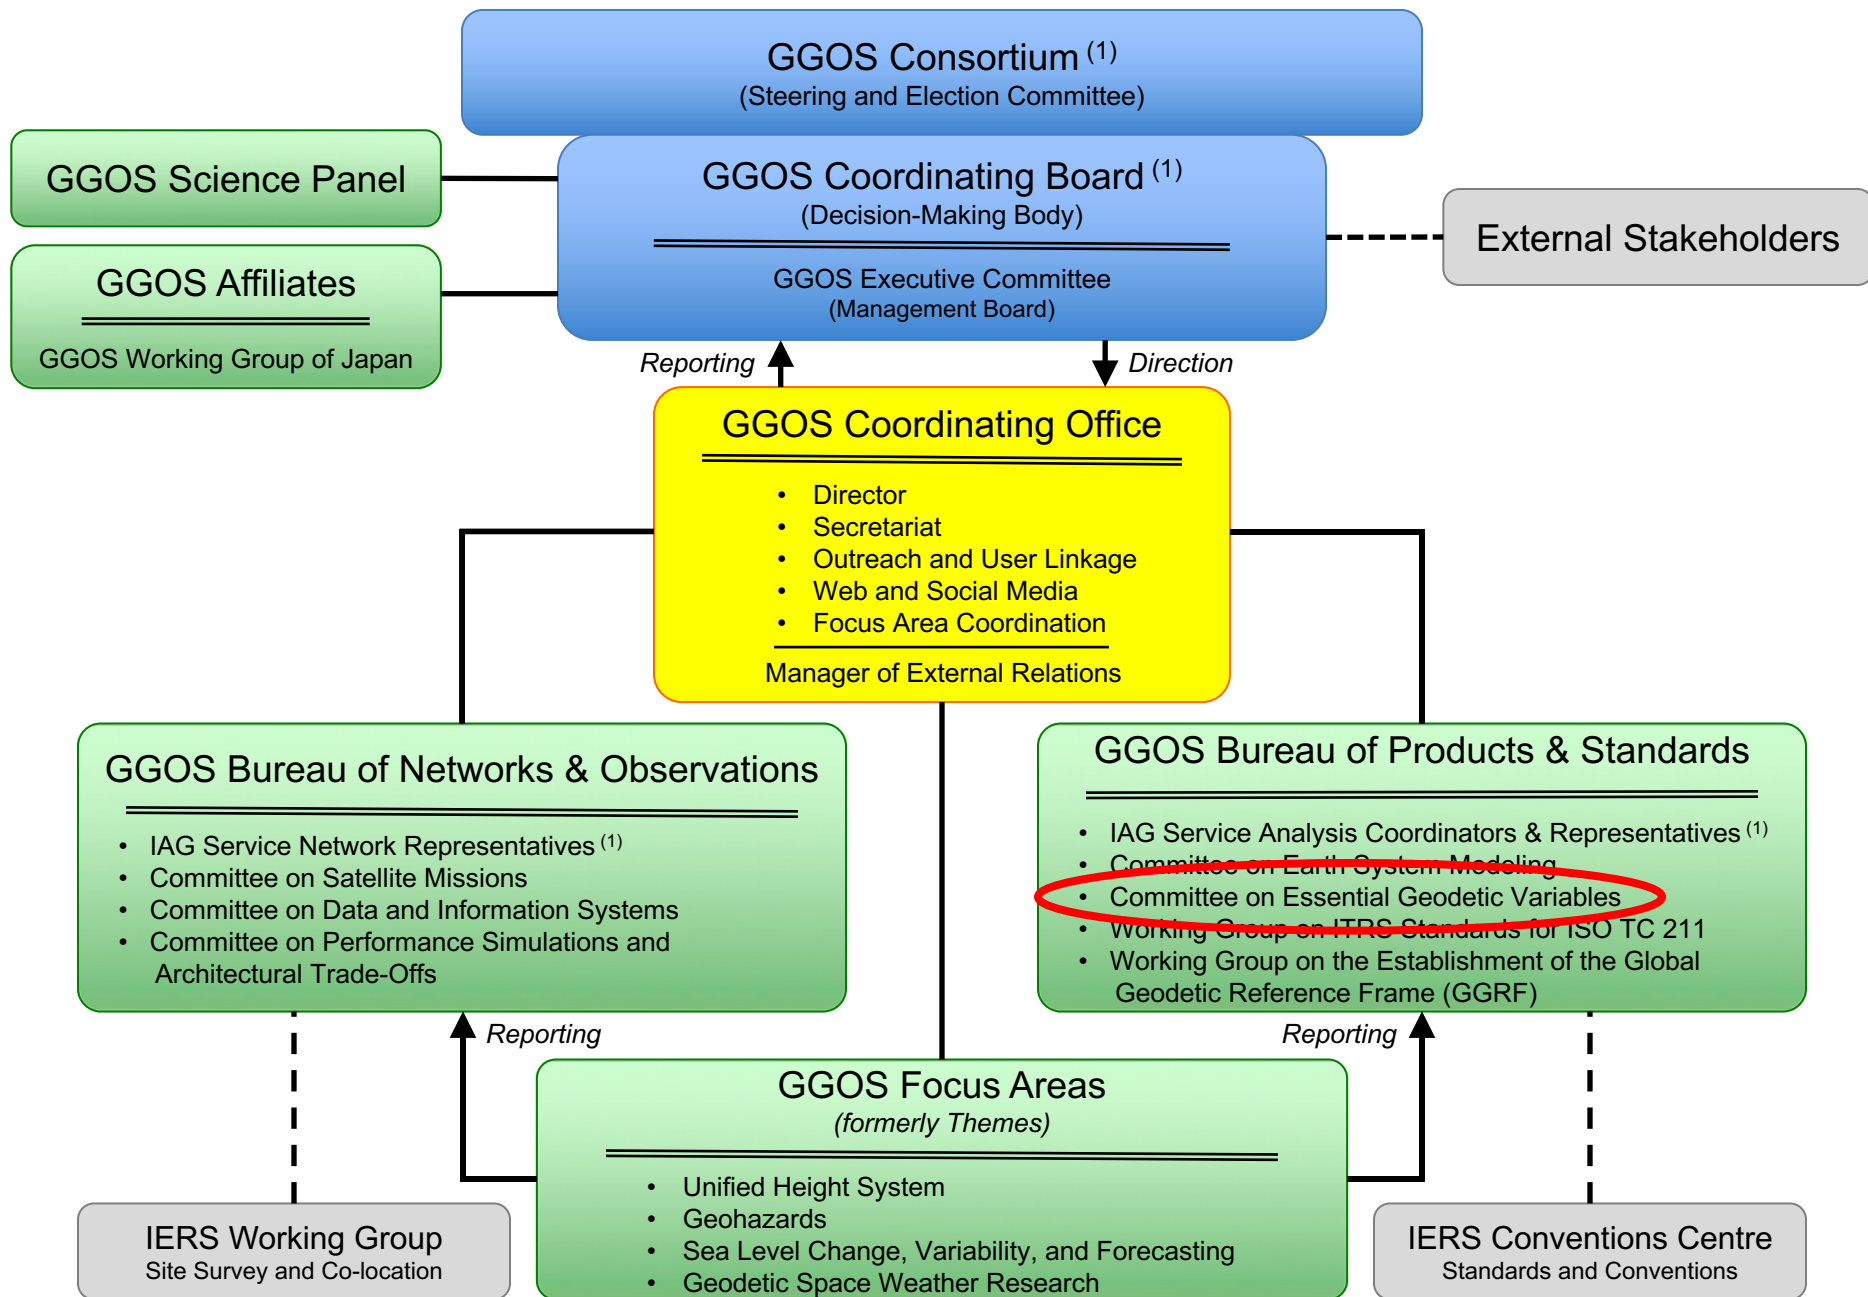 GGOS Consortium (1)
(Steering and Election Committee)
GGOS Science Panel
GGOS Coordinating Board (1)
(Decision-Making Body)
GGOS Executive Committee
(Management Board)
External Stakeholders
GGOS Affiliates
GGOS Working Group of Japan
Reporting
Direction
GGOS Coordinating Office
• Director
• Secretariat
• Outreach and User Linkage
• Web and Social Media
• Focus Area Coordination
Manager of External Relations
GGOS Bureau of Networks & Observations
• IAG Service Network Representatives (1)
• Committee on Satellite Missions
• Committee on Data and Information Systems
• Committee on Performance Simulations and
Architectural Trade-Offs
GGOS Bureau of Products & Standards
• IAG Service Analysis Coordinators & Representatives (1)
• Committee on Earth System Modeling
• Committee on Essential Geodetic Variables
• Working Group on ITRS Standards for ISO TC 211
• Working Group on the Establishment of the Global
Geodetic Reference Frame (GGRF)
Reporting
Reporting
GGOS Focus Areas
(formerly Themes)
• Unified Height System
• Geohazards
• Sea Level Change, Variability, and Forecasting
• Geodetic Space Weather Research
IERS Working Group
Site Survey and Co-location
IERS Conventions Centre
Standards and Conventions